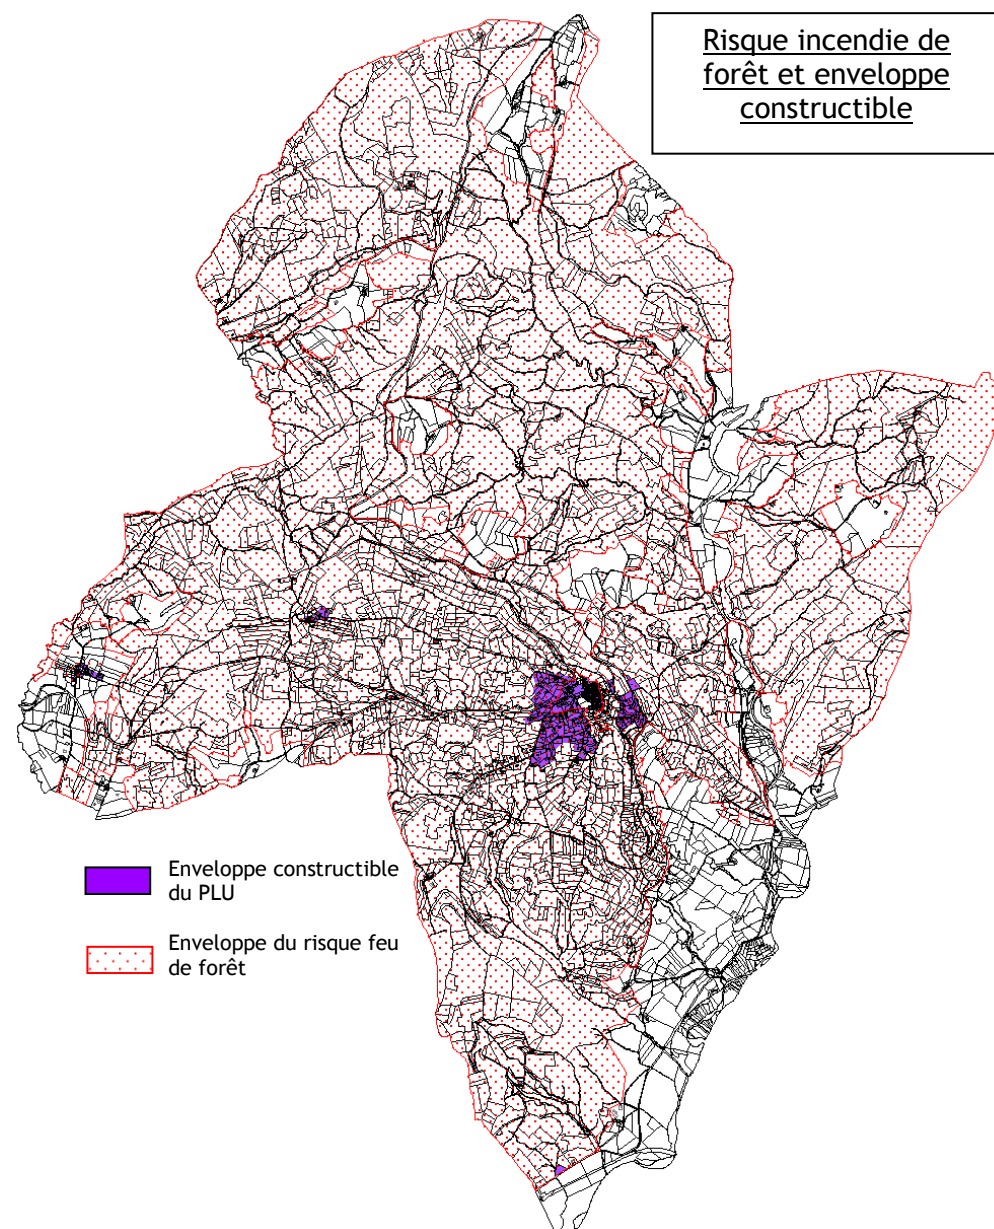 Risque incendie de
forêt et enveloppe
constructible
Enveloppe constructible
du PLU
Enveloppe du risque feu
de forêt